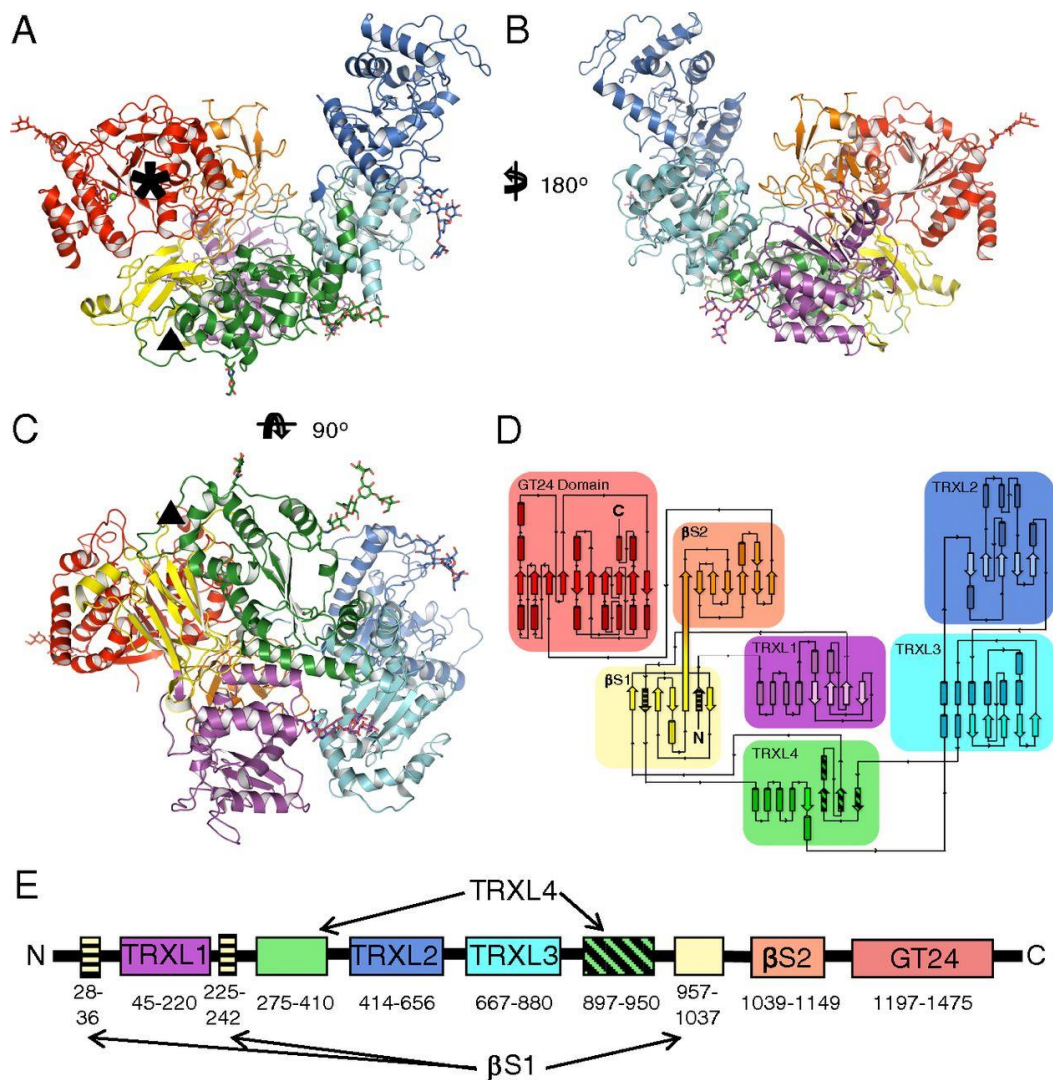 A
B
180°
C
90°
D
GT24 Domain
C
βS2
TRXL2
TRXL1
TRXL3
βS1
N
TRXL4
E
TRXL4
N
TRXL1
TRXL2
TRXL3
βS2
GT24
C
28-
36
45-220
225-
242
275-410
414-656
667-880
897-950
957-
1037
1039-1149
1197-1475
βS1